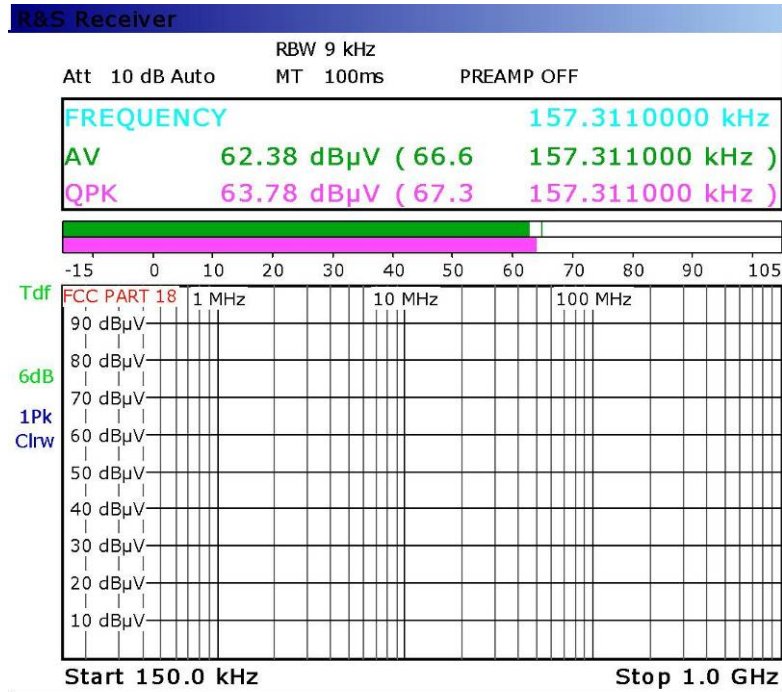 R&S Receiver
RBW 9 kHz
Att 10 dB Auto MT 100ms PREAMP OFF
FREQUENCY 157.3110000 kHz
AV 62.38 dBµV ( 66.6 157.311000 kHz )
QPK 63.78 dBµV ( 67.3 157.311000 kHz )
-15 0 10 20 30 40 50 60 70 80 90 105
Tdf FCC PART 18 1 MHz 10 MHz 100 MHz
90 dBµV
80 dBµV
6dB
70 dBµV
1Pk
Clrw 60 dBµV
50 dBµV
40 dBµV
30 dBµV
20 dBµV
10 dBµV
Start 150.0 kHz Stop 1.0 GHz